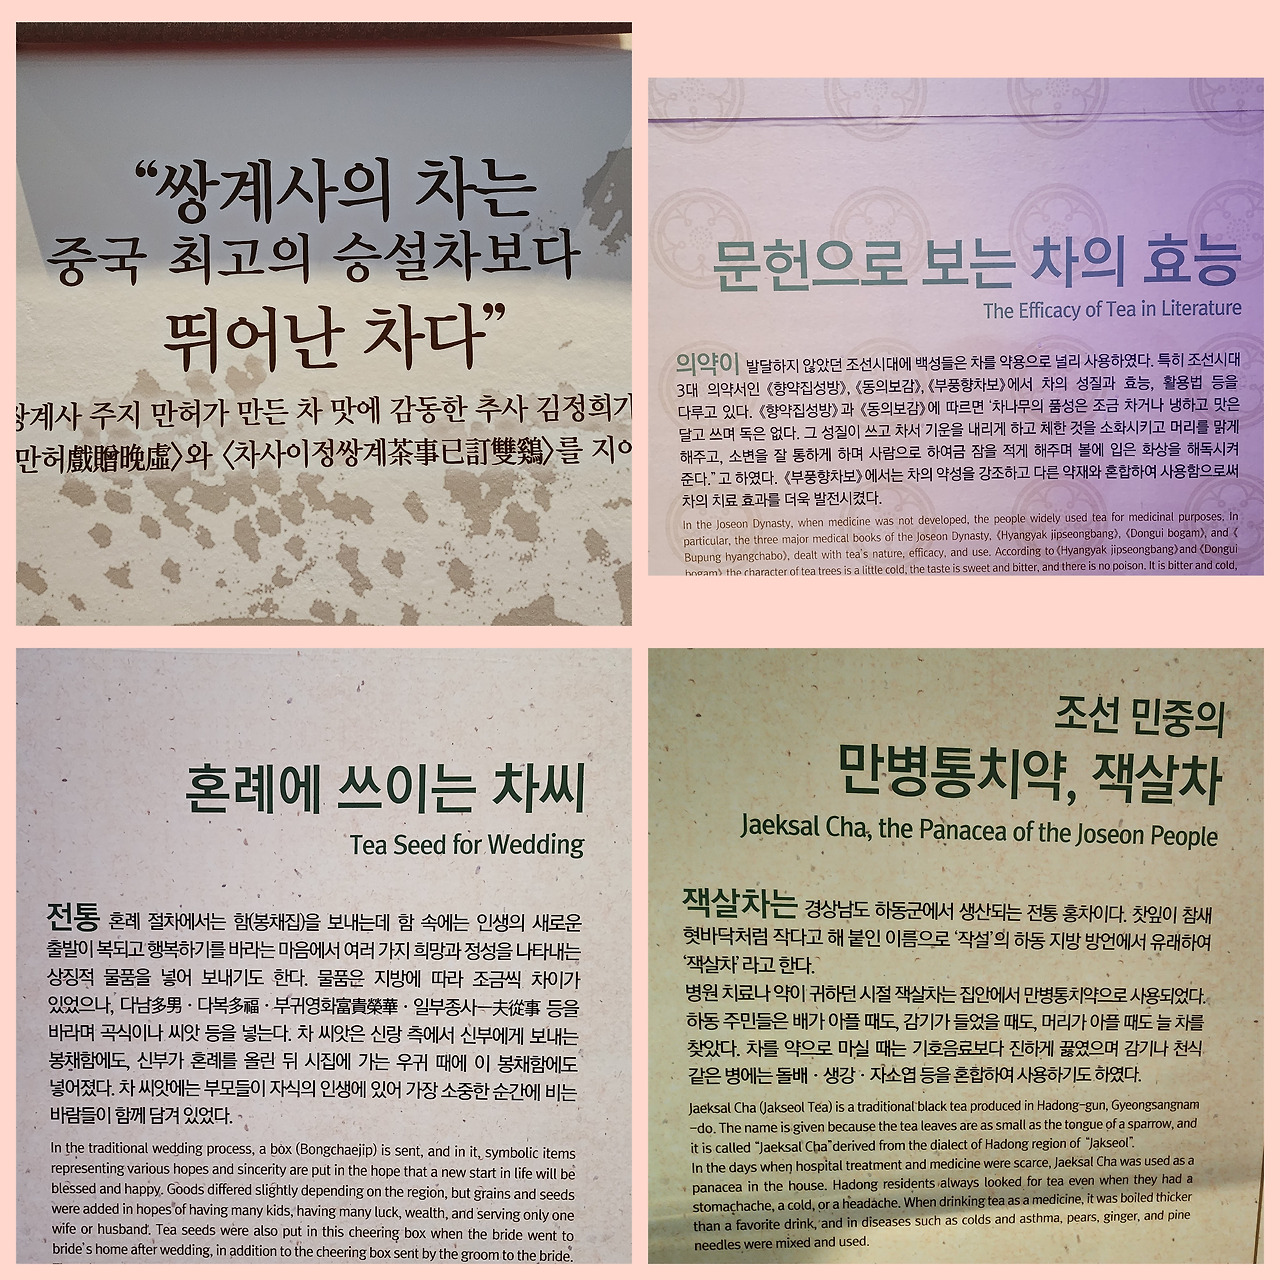 “쌍계사의 차는
중국 최고의 승설차보다
뛰어난 차다”
쌍계사 주지 만허가 만든 차 맛에 감동한 추사 김정희가
만허戲贈晚虛〉와 〈차사이정쌍계茶事已訂雙鷄〉를 지어
문헌으로 보는 차의 효능
The Efficacy of Tea in Literature
의약이 발달하지 않았던 조선시대에 백성들은 차를 약용으로 널리 사용하였다. 특히 조선시대
3대 의약서인 《향약집성방》, 《동의보감》, 《부풍향차보》에서 차의 성질과 효능, 활용법 등을
다루고 있다. 《향약집성방》과 《동의보감》에 따르면 ‘차나무의 품성은 조금 차거나 냉하고 맛은
달고 쓰며 독은 없다. 그 성질이 쓰고 차서 기운을 내리게 하고 체한 것을 소화시키고 머리를 맑게
해주고, 소변을 잘 통하게 하며 사람으로 하여금 잠을 적게 해주며 불에 입은 화상을 해독시켜
준다.” 고 하였다. 《부풍향차보》에서는 차의 약성을 강조하고 다른 약재와 혼합하여 사용함으로써
차의 치료 효과를 더욱 발전시켰다.
In the Joseon Dynasty, when medicine was not developed, the people widely used tea for medicinal purposes. In
particular, the three major medical books of the Joseon Dynasty, 《Hyangyak jipseongbang》, 《Dongui bogam》, and 《
Bupung hyangchabo》, dealt with tea's nature, efficacy, and use. According to 《Hyangyak jipseongbang》and 《Dongui
bogam》 the character of tea trees is a little cold, the taste is sweet and bitter, and there is no poison. It is bitter and cold,
혼례에 쓰이는 차씨
Tea Seed for Wedding
전통 혼례 절차에서는 함(봉채집)을 보내는데 함 속에는 인생의 새로운
출발이 복되고 행복하기를 바라는 마음에서 여러 가지 희망과 정성을 나타내는
상징적 물품을 넣어 보내기도 한다. 물품은 지방에 따라 조금씩 차이가
있었으나, 다남多男 · 다복多福 · 부귀영화富貴榮華 · 일부종사一夫從事 등을
바라며 곡식이나 씨앗 등을 넣는다. 차 씨앗은 신랑 측에서 신부에게 보내는
봉채함에도, 신부가 혼례를 올린 뒤 시집에 가는 우귀 때에 이 봉채함에도
넣어졌다. 차 씨앗에는 부모들이 자식의 인생에 있어 가장 소중한 순간에 비는
바람들이 함께 담겨 있었다.
In the traditional wedding process, a box (Bongchaejip) is sent, and in it, symbolic items
representing various hopes and sincerity are put in the hope that a new start in life will be
blessed and happy. Goods differed slightly depending on the region, but grains and seeds
were added in hopes of having many kids, having many luck, wealth, and serving only one
wife or husband. Tea seeds were also put in this cheering box when the bride went to
bride's home after wedding, in addition to the cheering box sent by the groom to the bride.
조선 민중의
만병통치약, 잭살차
Jaeksal Cha, the Panacea of the Joseon People
잭살차는 경상남도 하동군에서 생산되는 전통 홍차이다. 찻잎이 참새
혓바닥처럼 작다고 해 붙인 이름으로 ‘작설’의 하동 지방 방언에서 유래하여
‘잭살차’ 라고 한다.
병원 치료나 약이 귀하던 시절 잭살차는 집안에서 만병통치약으로 사용되었다.
하동 주민들은 배가 아플 때도, 감기가 들었을 때도, 머리가 아플 때도 늘 차를
찾았다. 차를 약으로 마실 때는 기호음료보다 진하게 끓였으며 감기나 천식
같은 병에는 돌배 · 생강 · 자소엽 등을 혼합하여 사용하기도 하였다.
Jaeksal Cha (Jakseol Tea) is a traditional black tea produced in Hadong-gun, Gyeongsangnam
-do. The name is given because the tea leaves are as small as the tongue of a sparrow, and
it is called “Jaeksal Cha”derived from the dialect of Hadong region of “Jakseol”.
In the days when hospital treatment and medicine were scarce, Jaeksal Cha was used as a
panacea in the house. Hadong residents always looked for tea even when they had a
stomachache, a cold, or a headache. When drinking tea as a medicine, it was boiled thicker
than a favorite drink, and in diseases such as colds and asthma, pears, ginger, and pine
needles were mixed and used.